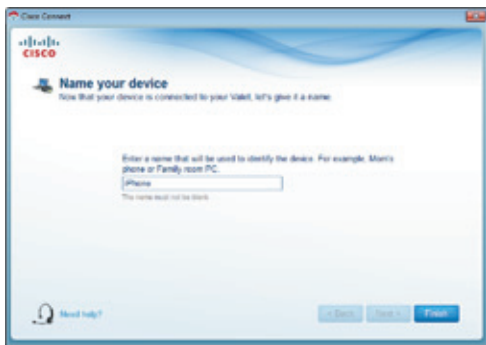 Cisco Connect
CISCO
Name your device
Now that your device is connected to your Valet, let's give it a name
Enter a name that will be used to identify the device. For example, Mom's
phone or Family room PC.
iPhone
The name must not be blank
Need help?
< Back
Next >
Finish